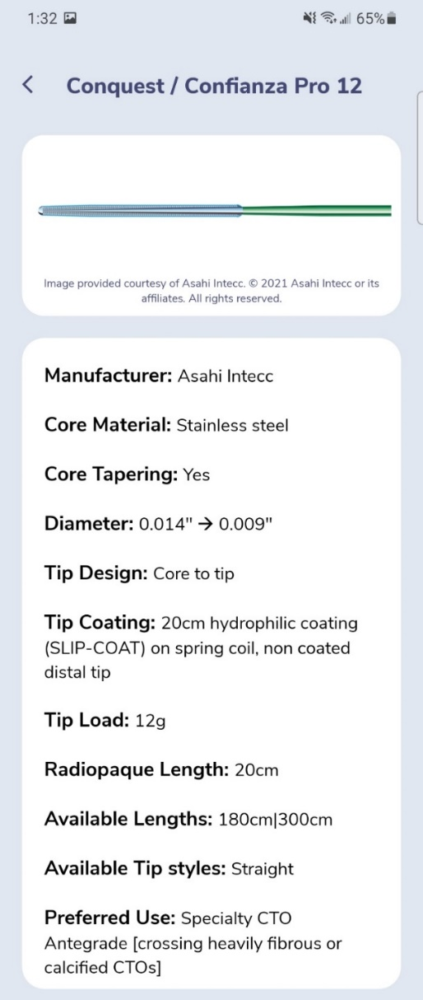 1:32 65%
Conquest / Confianza Pro 12
Image provided courtesy of Asahi Intecc. © 2021 Asahi Intecc or its
affiliates. All rights reserved.
Manufacturer: Asahi Intecc
Core Material: Stainless steel
Core Tapering: Yes
Diameter: 0.014" → 0.009"
Tip Design: Core to tip
Tip Coating: 20cm hydrophilic coating
(SLIP-COAT) on spring coil, non coated
distal tip
Tip Load: 12g
Radiopaque Length: 20cm
Available Lengths: 180cm|300cm
Available Tip styles: Straight
Preferred Use: Specialty CTO
Antegrade [crossing heavily fibrous or
calcified CTOs]